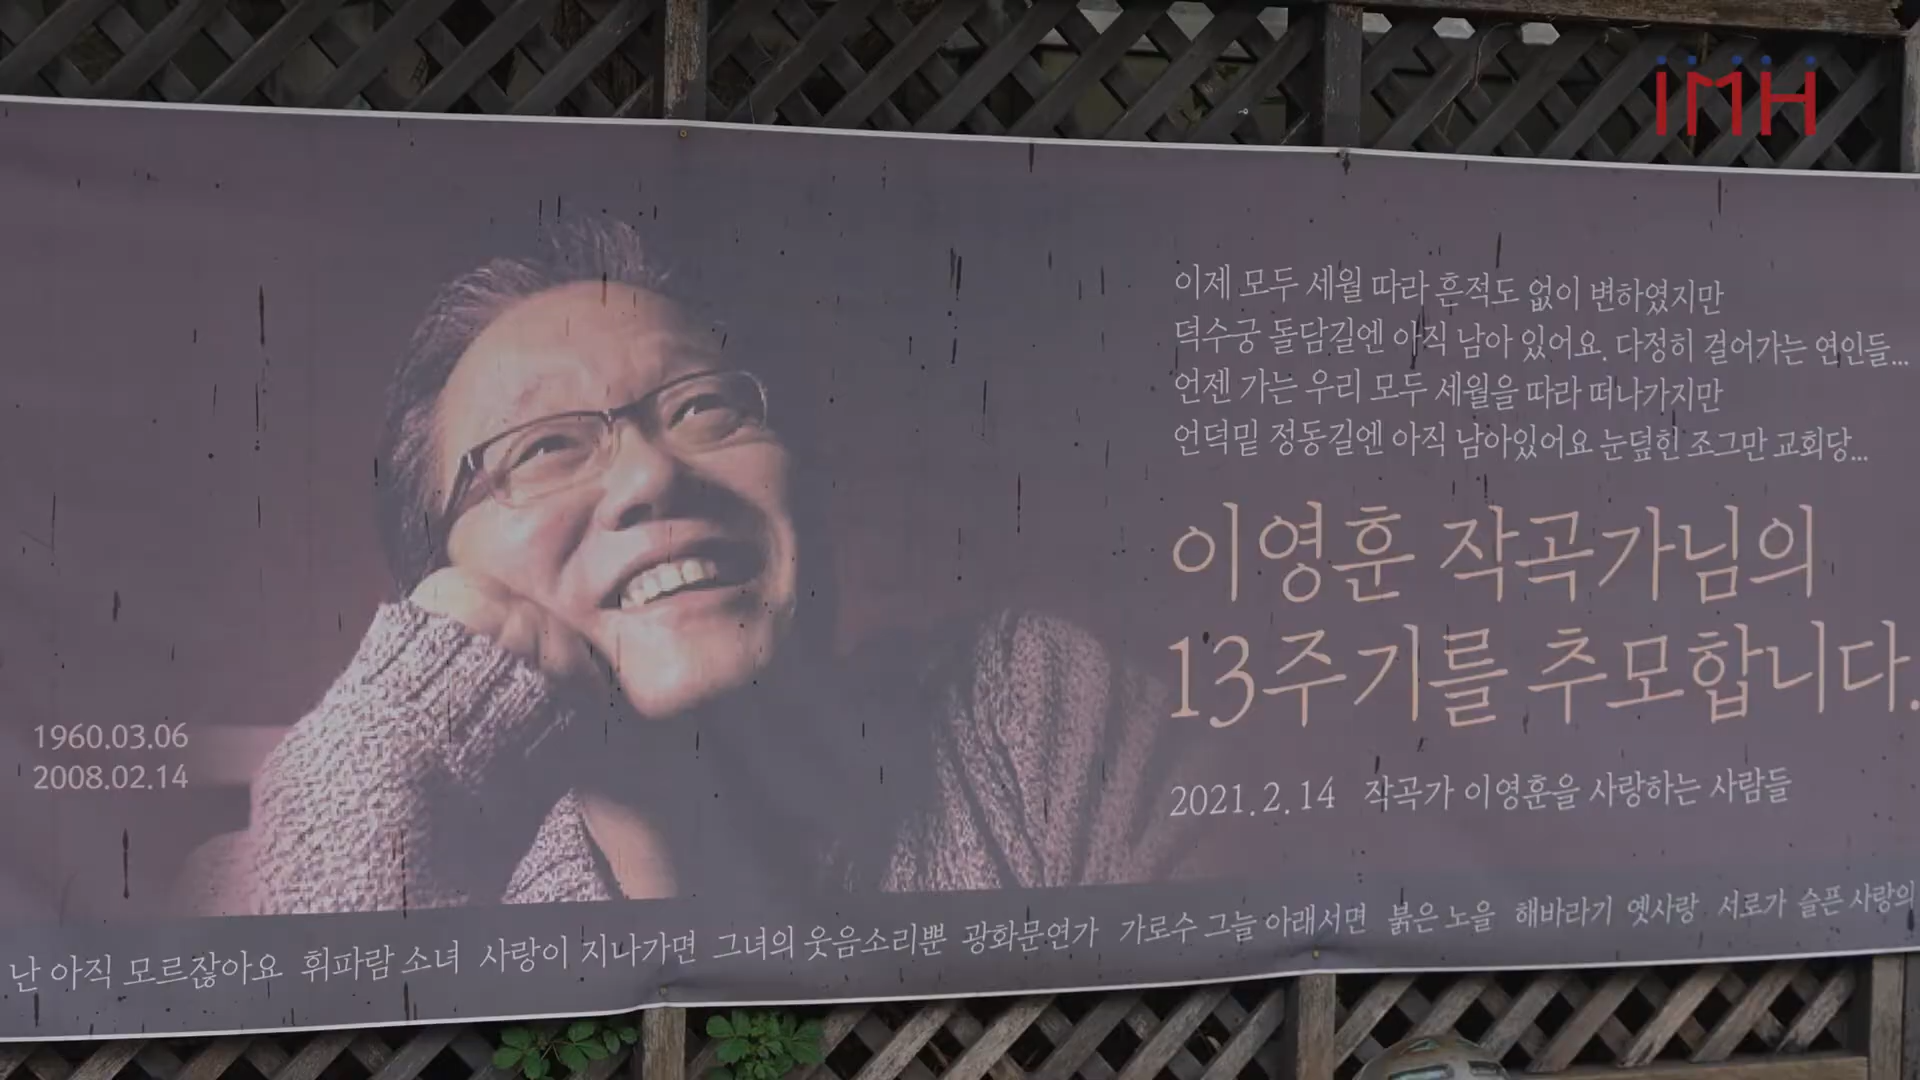 IMH
이제 모두 세월 따라 흔적도 없이 변하였지만
덕수궁 돌담길엔 아직 남아 있어요. 다정히 걸어가는 연인들...
언젠 가는 우리 모두 세월을 따라 떠나가지만
언덕밑 정동길엔 아직 남아있어요 눈덮힌 조그만 교회당...
이영훈 작곡가님의
13주기를 추모합니다.
1960.03.06
2008.02.14
2021.2.14 작곡가 이영훈을 사랑하는 사람들
난 아직 모르잖아요 휘파람 소녀 사랑이 지나가면 그녀의 웃음소리뿐 광화문연가 가로수 그늘 아래서면 붉은 노을 해바라기 옛사랑 서로가 슬픈 사랑의